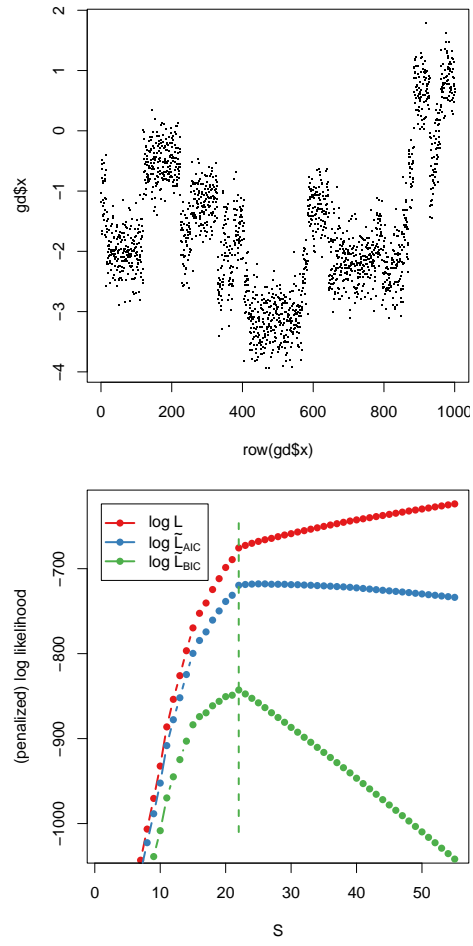 2
1
0
−1
−2
−3
−4
gd$x
0 200 400 600 800 1000
row(gd$x)
log L
log L̃AIC
log L̃BIC
−700
−800
−900
−1000
(penalized) log likelihood
0 10 20 30 40 50
S